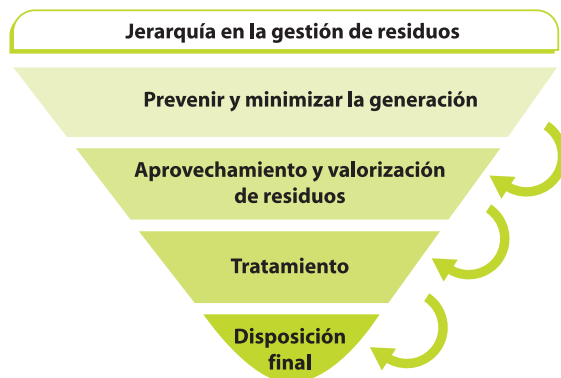 Jerarquía en la gestión de residuos
Prevenir y minimizar la generación
Aprovechamiento y valorización
de residuos
Tratamiento
Disposición
final